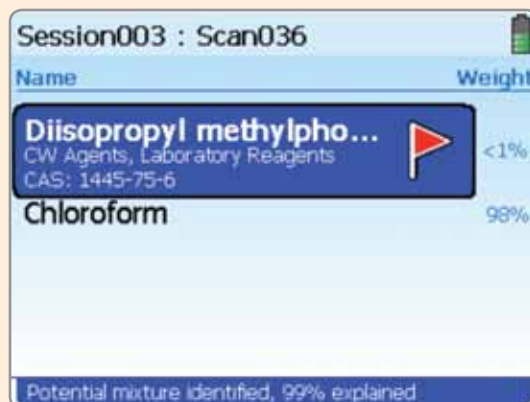 Session003 : Scan036
Name Weight
Diisopropyl methylpho...
CW Agents, Laboratory Reagents
CAS: 1445-75-6
<1%
Chloroform 98%
Potential mixture identified, 99% explained